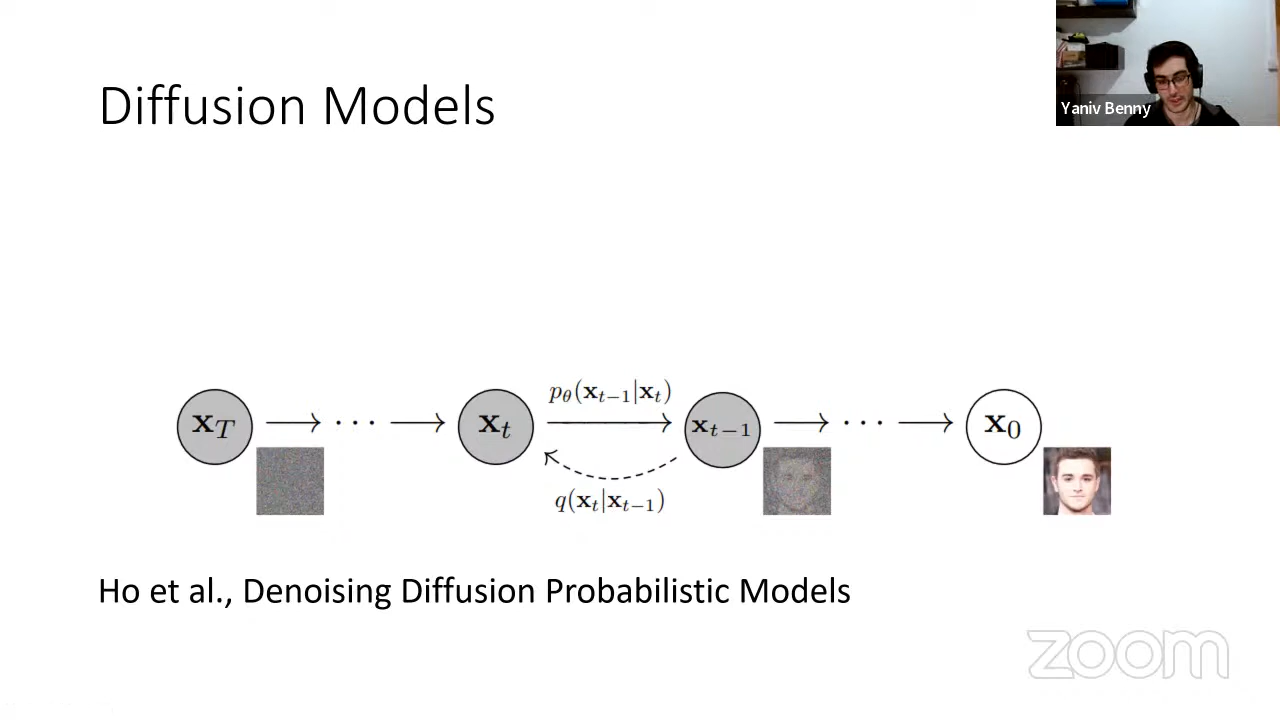 Diffusion Models
Yaniv Benny
p_θ(x_{t−1}|x_t)
x_T → ··· → x_t → x_{t−1} → ··· → x_0
q(x_t|x_{t−1})
Ho et al., Denoising Diffusion Probabilistic Models
zoom